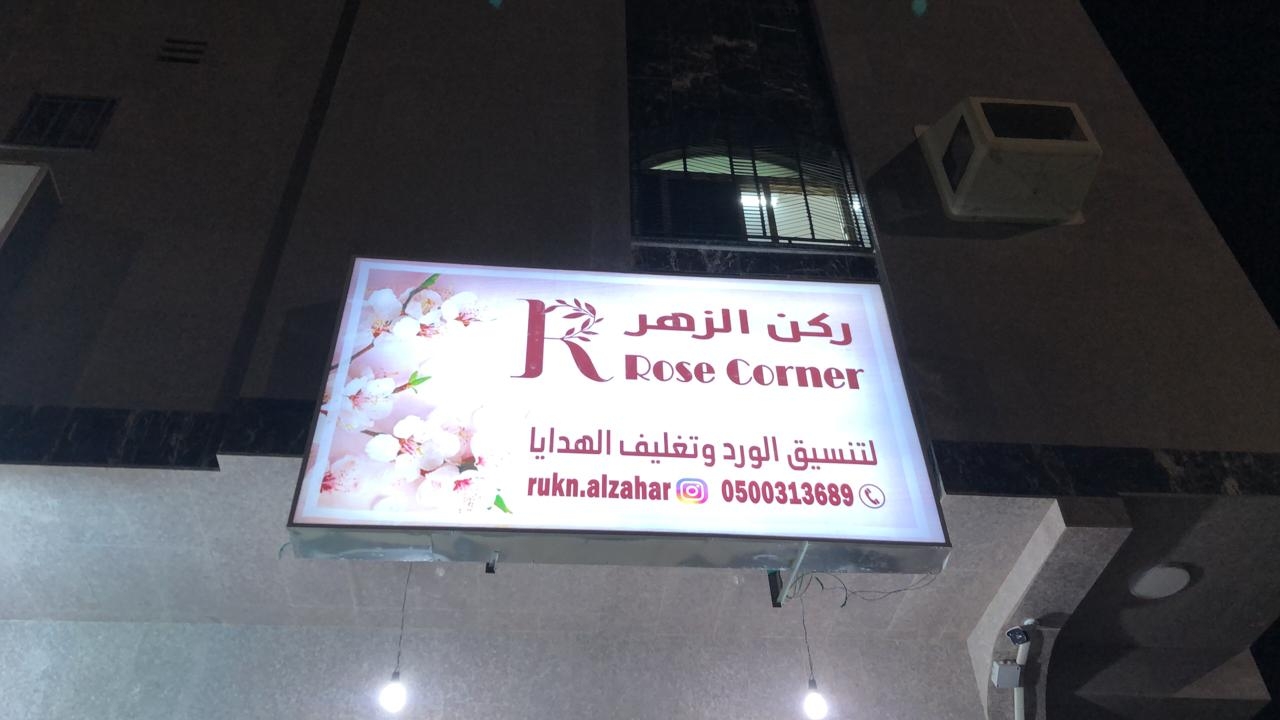 ركن الزهر
R Rose Corner
لتنسيق الورد وتغليف الهدايا
rukn.alzahar 0500313689